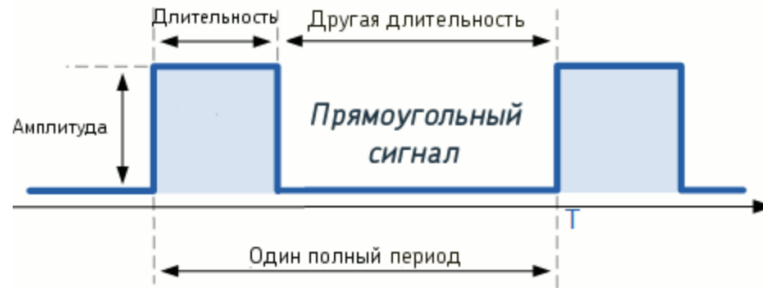 Длительность
Другая длительность
Амплитуда
Прямоугольный
сигнал
T
Один полный период